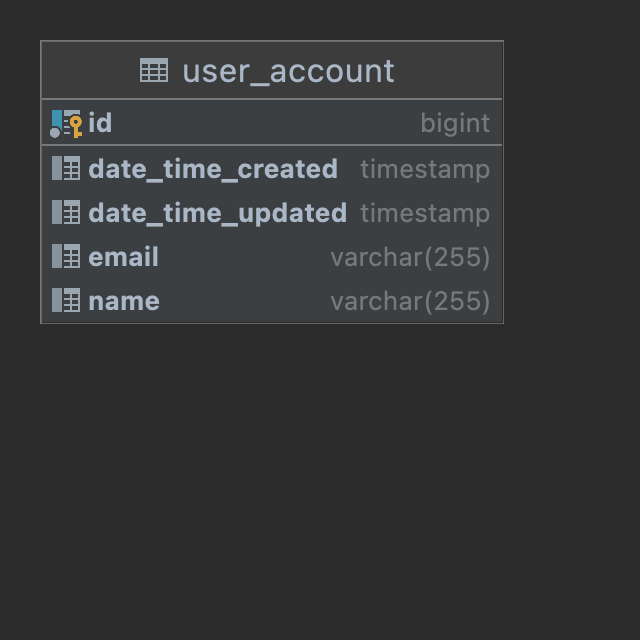 user_account
id bigint
date_time_created timestamp
date_time_updated timestamp
email varchar(255)
name varchar(255)